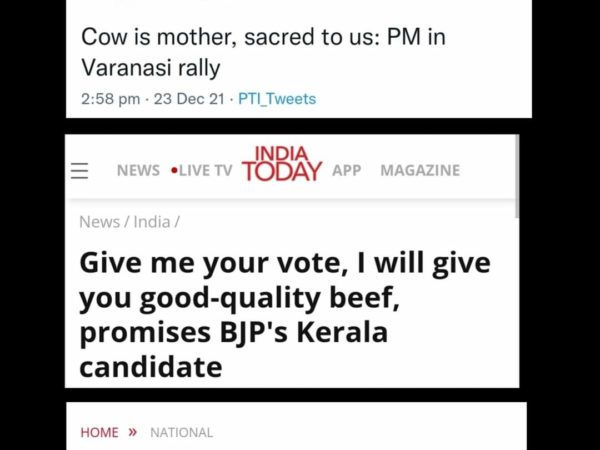 Cow is mother, sacred to us: PM in
Varanasi rally
2:58 pm · 23 Dec 21 · PTI_Tweets
NEWS •LIVE TV INDIA TODAY APP MAGAZINE
News / India /
Give me your vote, I will give
you good-quality beef,
promises BJP's Kerala
candidate
HOME » NATIONAL